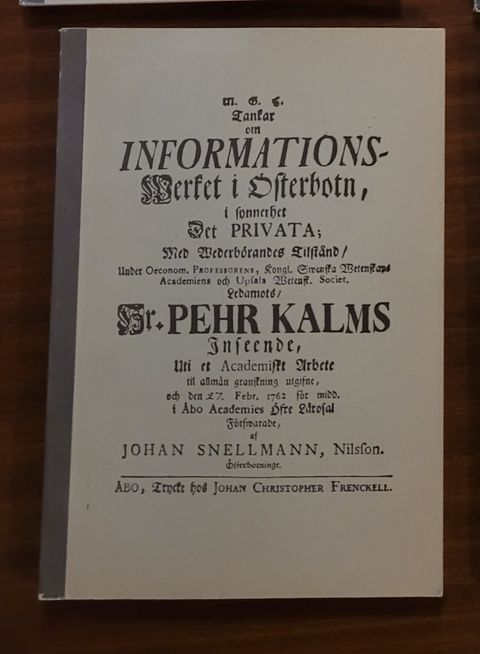 M. G. H.
Tankar
om
INFORMATIONS-
Werket i Österbotn,
i synnerhet
Det PRIVATA;
Med Wederbörandes Tilstånd/
Under Oeconom. PROFESSORENS, Kongl. Swenska Wetenskaps
Academiens och Upsala Wetensk. Societ.
Ledamots/
Hr. PEHR KALMS
Inseende,
Uti et Academiskt Arbete
til allmän granskning utgifne,
och den 27. Febr. 1762 för midd.
i Åbo Academies Öfre Lärosal
Förswarade,
af
JOHAN SNELLMANN, Nilsson.
Österbotninge.
ÅBO, Tryckt hos JOHAN CHRISTOPHER FRENCKELL.